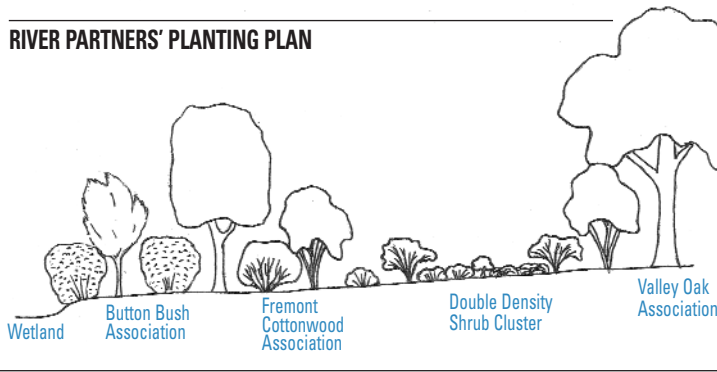 RIVER PARTNERS' PLANTING PLAN
Wetland
Button Bush
Association
Fremont
Cottonwood
Association
Double Density
Shrub Cluster
Valley Oak
Association